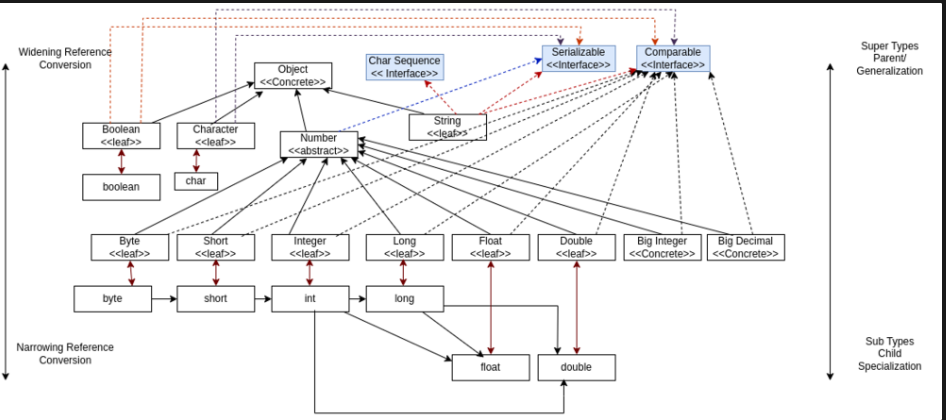 Widening Reference
Conversion
Serializable
<<Interface>>
Comparable
<<Interface>>
Super Types
Parent/
Generalization
Char Sequence
<< Interface>>
Object
<<Concrete>>
String
<<leaf>>
Boolean
<<leaf>>
Character
<<leaf>>
Number
<<abstract>>
boolean
char
Byte
<<leaf>>
Short
<<leaf>>
Integer
<<leaf>>
Long
<<leaf>>
Float
<<leaf>>
Double
<<leaf>>
Big Integer
<<Concrete>>
Big Decimal
<<Concrete>>
byte
short
int
long
Narrowing Reference
Conversion
float
double
Sub Types
Child
Specialization